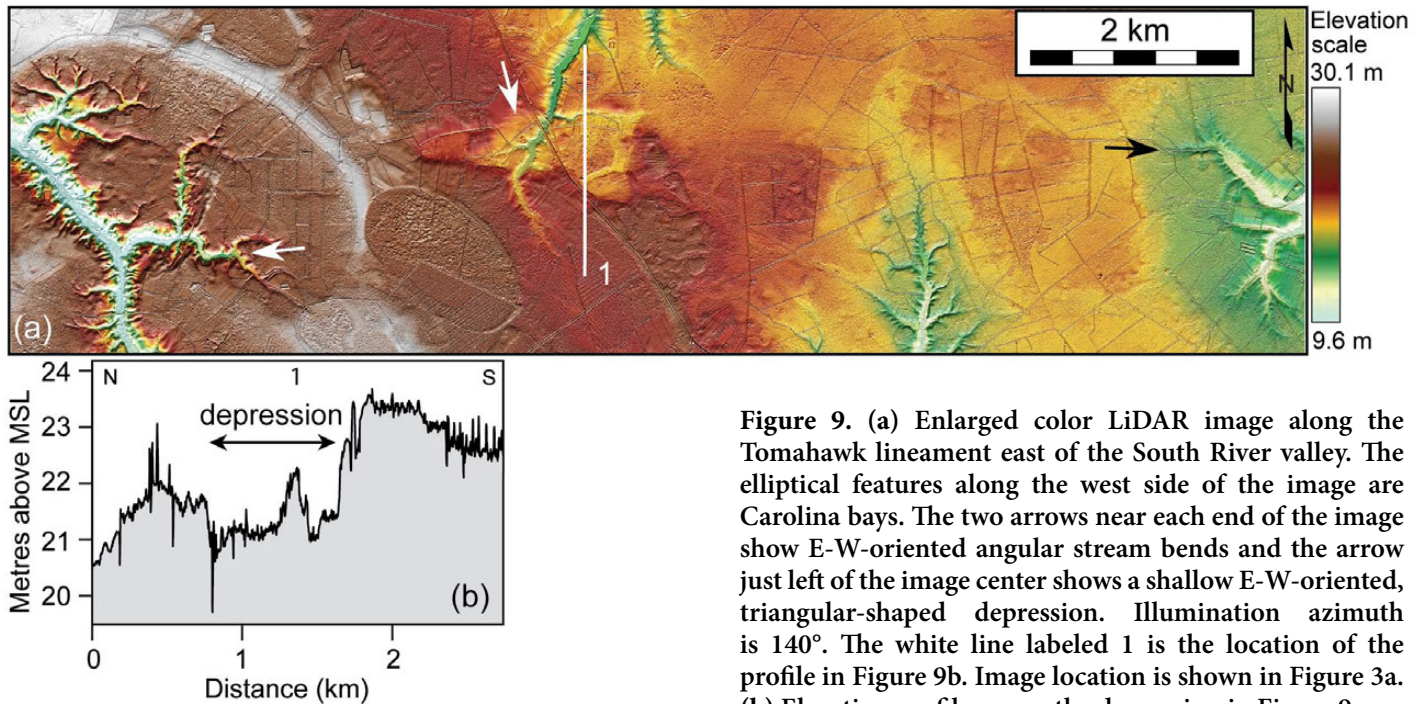 2 km
Elevation
scale
30.1 m
N
9.6 m
1
(a)
24
23
22
21
20
Metres above MSL
N
1
S
depression
(b)
0
1
2
Distance (km)
Figure 9. (a) Enlarged color LiDAR image along the
Tomahawk lineament east of the South River valley. The
elliptical features along the west side of the image are
Carolina bays. The two arrows near each end of the image
show E-W-oriented angular stream bends and the arrow
just left of the image center shows a shallow E-W-oriented,
triangular-shaped depression. Illumination azimuth
is 140°. The white line labeled 1 is the location of the
profile in Figure 9b. Image location is shown in Figure 3a.